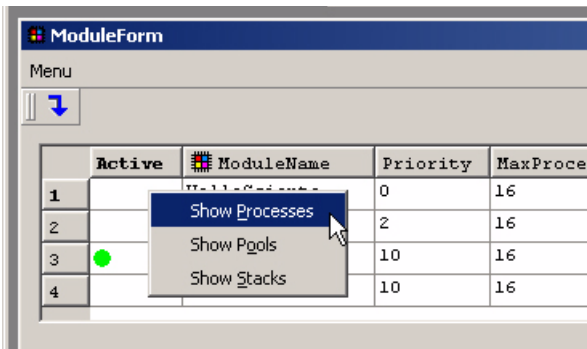 ModuleForm
Menu
Active ModuleName Priority MaxProce
1 0 16
2 2 16
3 10 16
4 10 16
Show Processes
Show Pools
Show Stacks